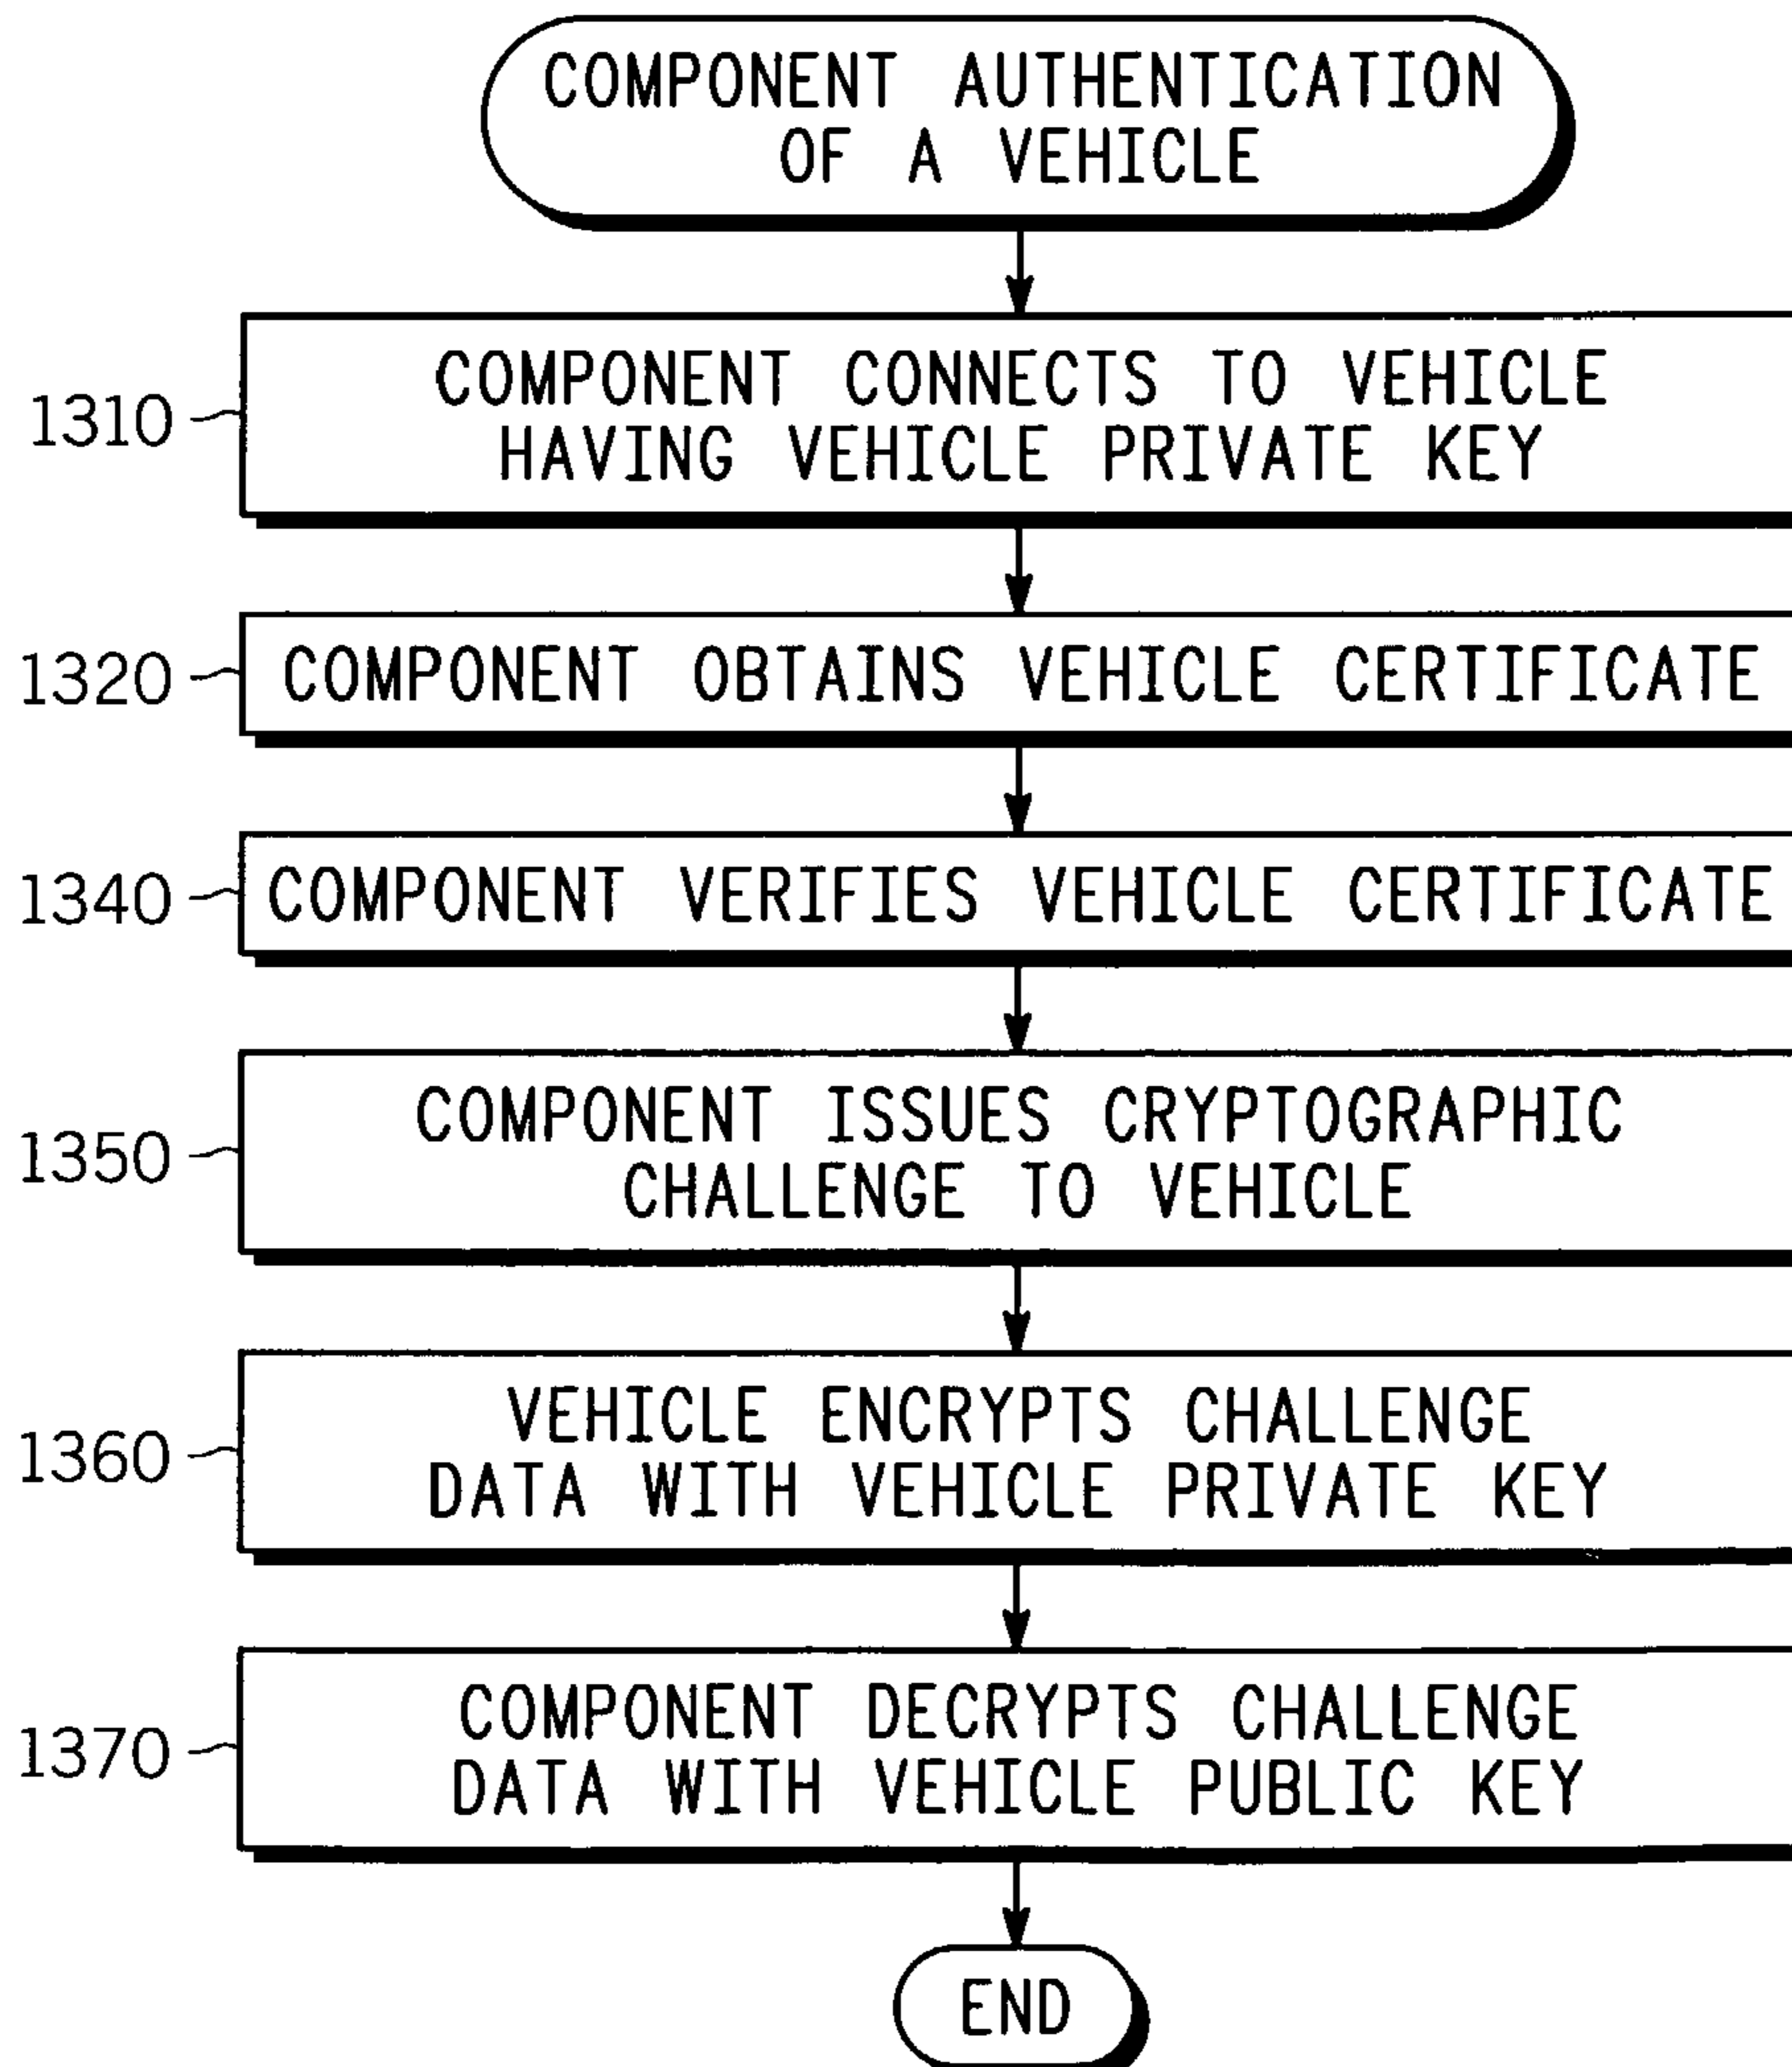 COMPONENT AUTHENTICATION
OF A VEHICLE
1310
COMPONENT CONNECTS TO VEHICLE
HAVING VEHICLE PRIVATE KEY
1320
COMPONENT OBTAINS VEHICLE CERTIFICATE
1340
COMPONENT VERIFIES VEHICLE CERTIFICATE
1350
COMPONENT ISSUES CRYPTOGRAPHIC
CHALLENGE TO VEHICLE
1360
VEHICLE ENCRYPTS CHALLENGE
DATA WITH VEHICLE PRIVATE KEY
1370
COMPONENT DECRYPTS CHALLENGE
DATA WITH VEHICLE PUBLIC KEY
END